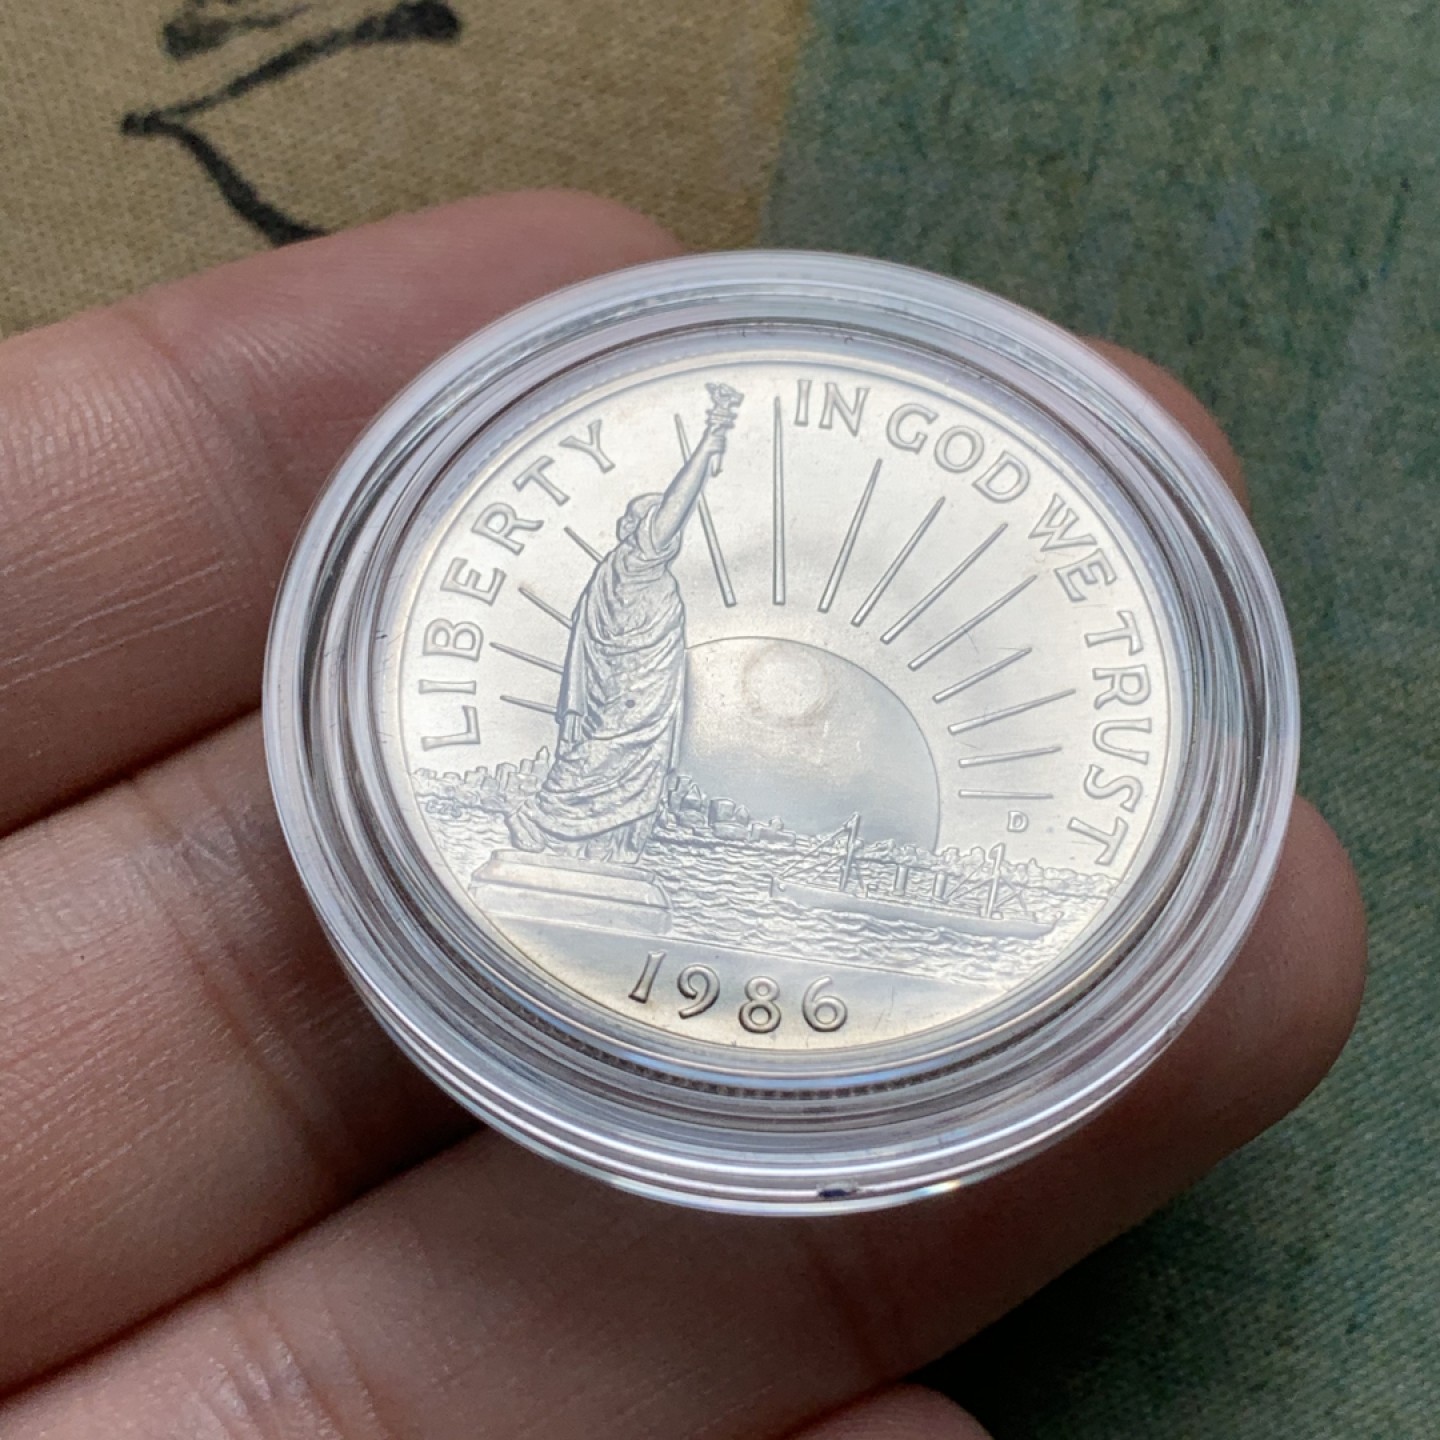 LIBERTY
IN GOD WE TRUST
D
1986